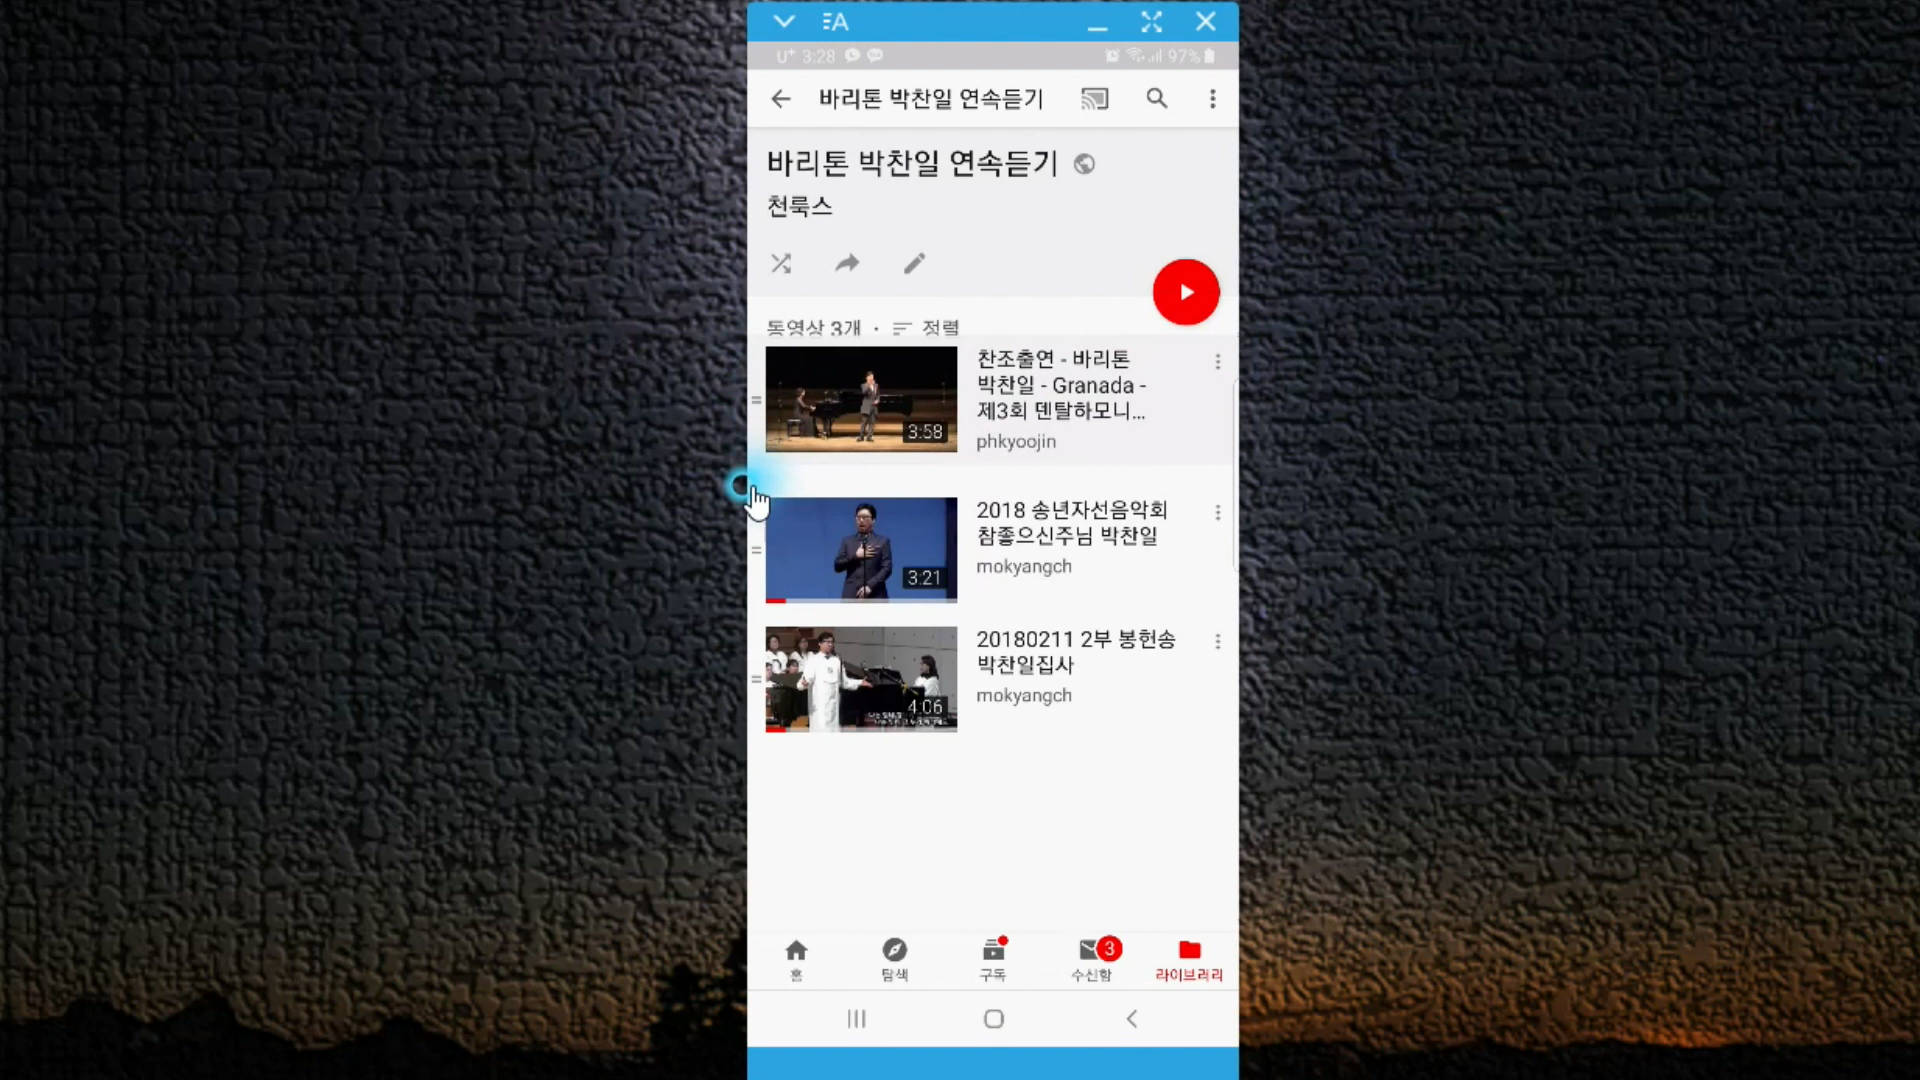 ΞA
U⁺ 3:28
97%
바리톤 박찬일 연속듣기
바리톤 박찬일 연속듣기
천룩스
동영상 3개 · 정렬
찬조출연 - 바리톤
박찬일 - Granada -
제3회 덴탈하모니...
phkyoojin
3:58
2018 송년자선음악회
참좋으신주님 박찬일
mokyangch
3:21
20180211 2부 봉헌송
박찬일집사
mokyangch
4:06
홈
탐색
구독
3
수신함
라이브러리